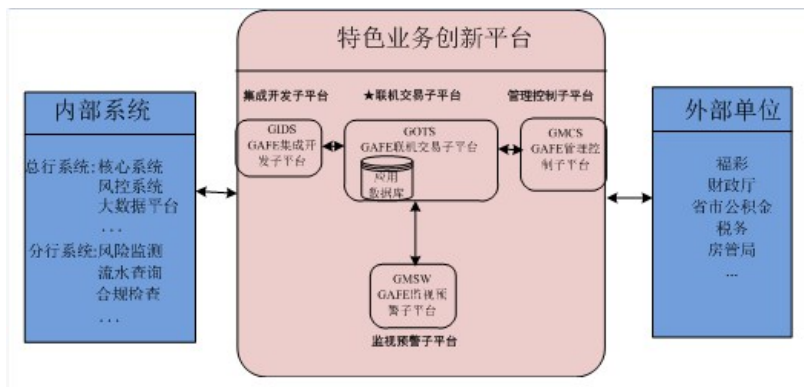 特色业务创新平台
内部系统
总行系统:核心系统
风控系统
大数据平台
...
分行系统:风险监测
流水查询
合规检查
...
集成开发子平台
★联机交易子平台
管理控制子平台
GIDS
GAFE集成开
发子平台
GOTS
GAFE联机交易子平台
应用
数据库
GMCS
GAFE管理控
制子平台
GMSW
GAFE监视预
警子平台
监视预警子平台
外部单位
福彩
财政厅
省市公积金
税务
房管局
...